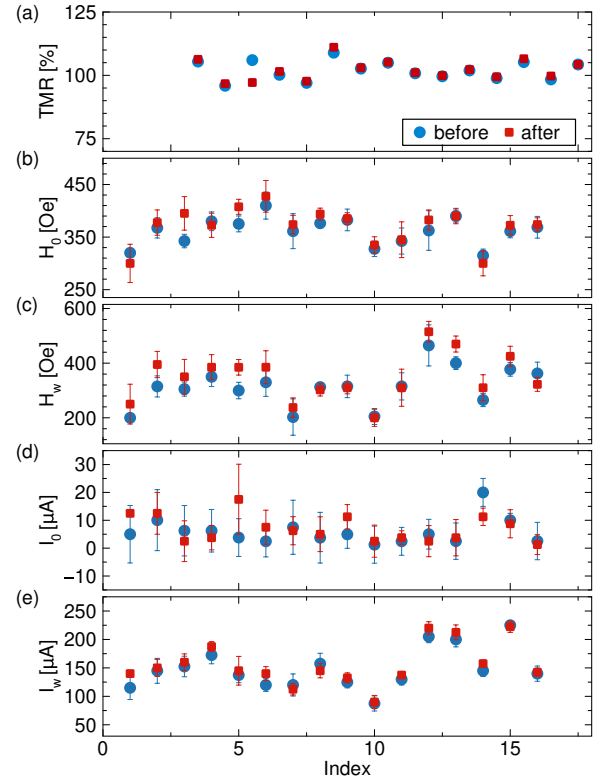 (a)
125
100
75
TMR [%]
before
after
(b)
450
350
250
H0 [Oe]
(c)
600
400
200
Hw [Oe]
(d)
40
30
20
10
0
−10
I0 [µA]
(e)
250
200
150
100
50
Iw [µA]
0
5
10
15
Index